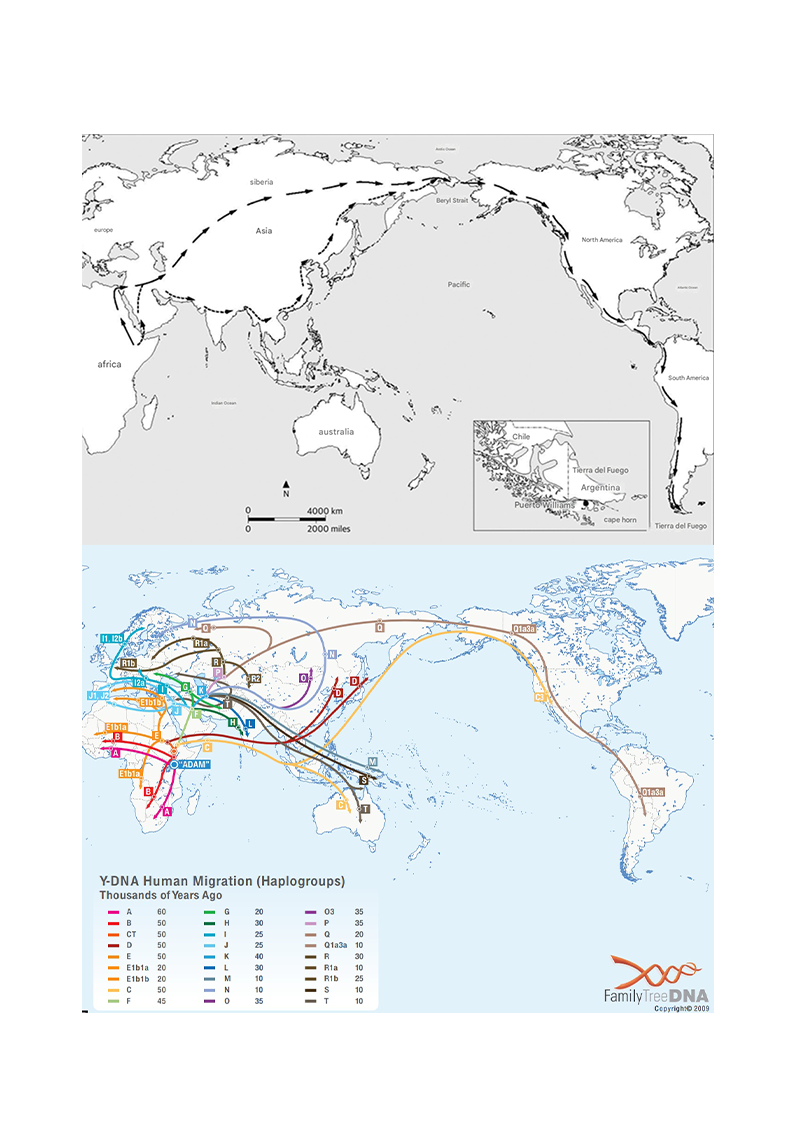 Arctic Ocean
siberia
Beryl Strait
europe
Asia
North America
Pacific
Atlantic Ocean
africa
South America
Indian Ocean
australia
Chile
Tierra del Fuego
Argentina
Puerto Williams
cape horn
Tierra del Fuego
N
0 4000 km
0 2000 miles
N
Q
Q
Q1a3a
I1, I2b
R1a
N
R1b
R
P
R2
O
D
D
I2a
I
G
K
J1, J2
E1b1b
J
F
T
C3
H
L
E1b1a
B
E
C
A
"ADAM"
M
E1b1a
S
B
A
C
T
Q1a3a
Y-DNA Human Migration (Haplogroups)
Thousands of Years Ago
A 60 G 20 O3 35
B 50 H 30 P 35
CT 50 I 25 Q 20
D 50 J 25 Q1a3a 10
E 50 K 40 R 30
E1b1a 20 L 30 R1a 10
E1b1b 20 M 10 R1b 25
C 50 N 10 S 10
F 45 O 35 T 10
FamilyTreeDNA
Copyright© 2009